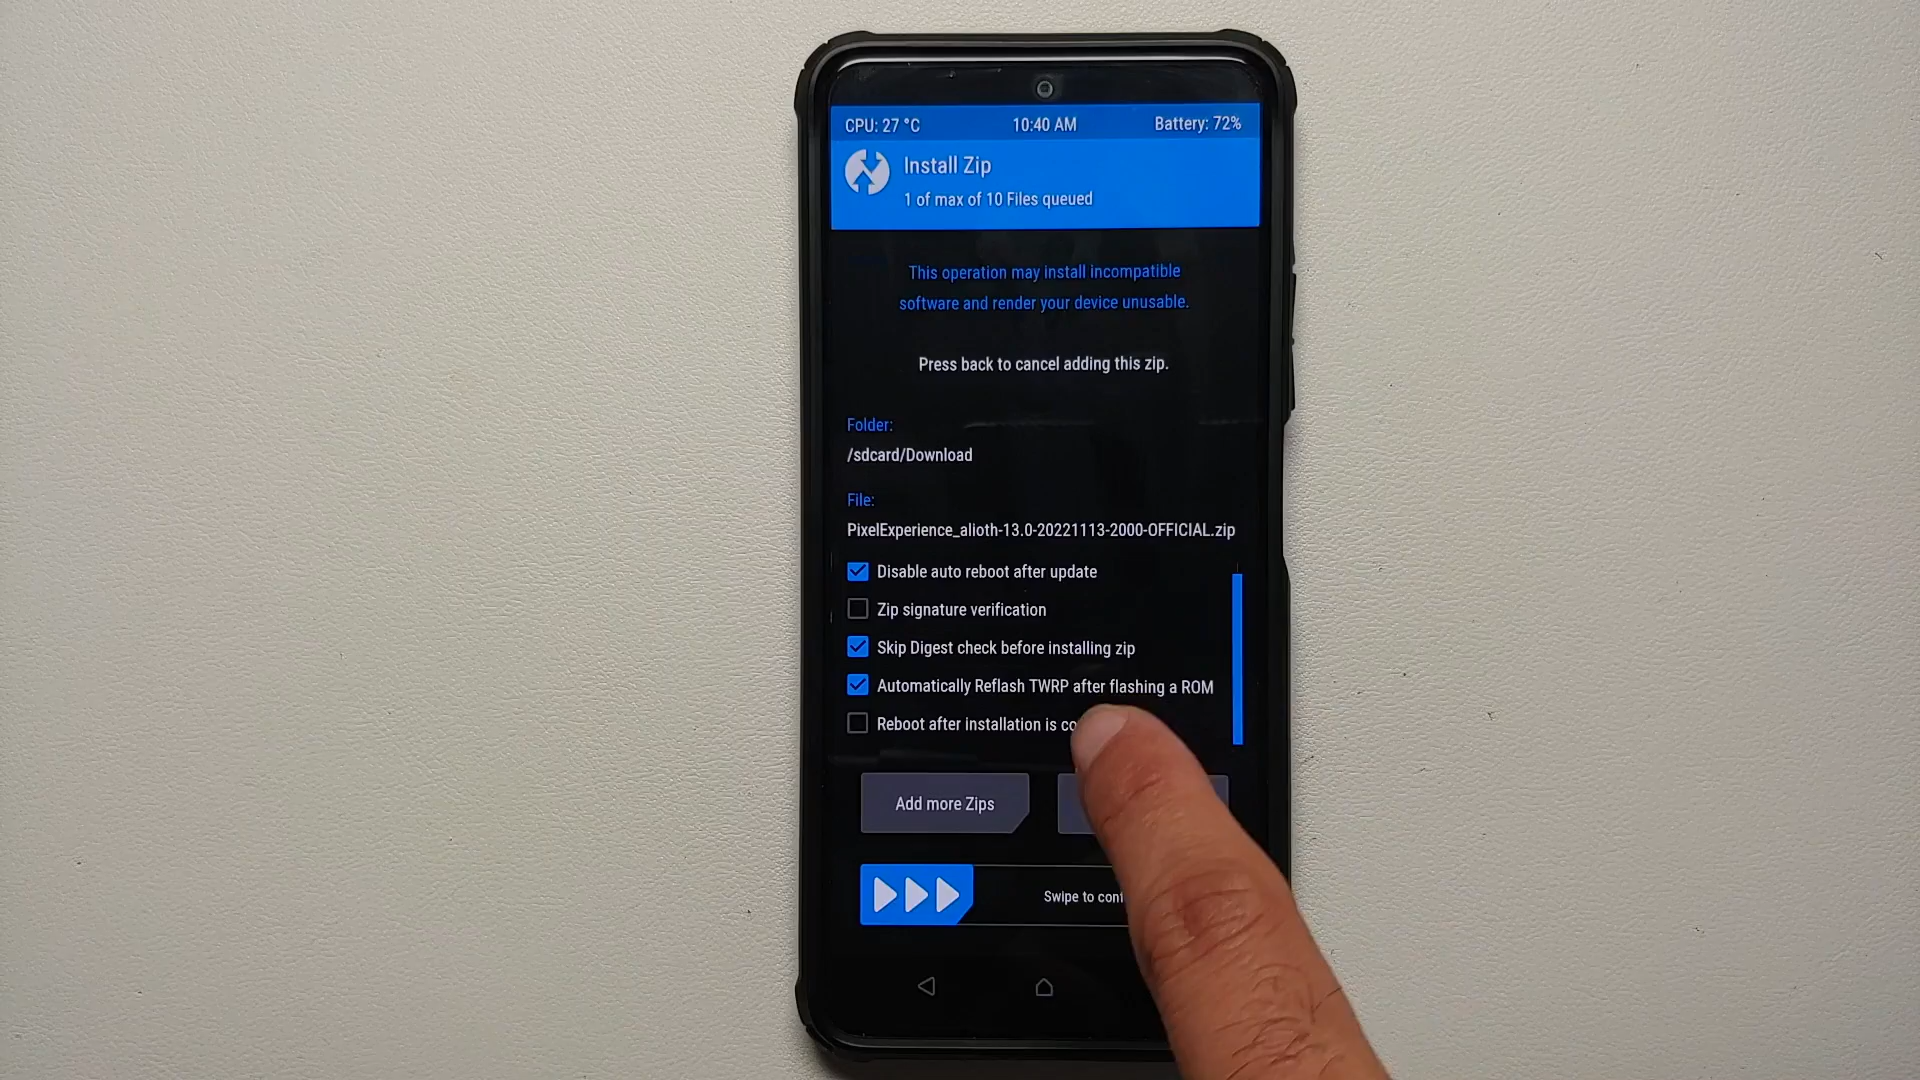 CPU: 27 °C 10:40 AM Battery: 72%
Install Zip
1 of max of 10 Files queued
This operation may install incompatible
software and render your device unusable.
Press back to cancel adding this zip.
Folder:
/sdcard/Download
File:
PixelExperience_alioth-13.0-20221113-2000-OFFICIAL.zip
Disable auto reboot after update
Zip signature verification
Skip Digest check before installing zip
Automatically Reflash TWRP after flashing a ROM
Reboot after installation is
Add more Zips
Swipe to